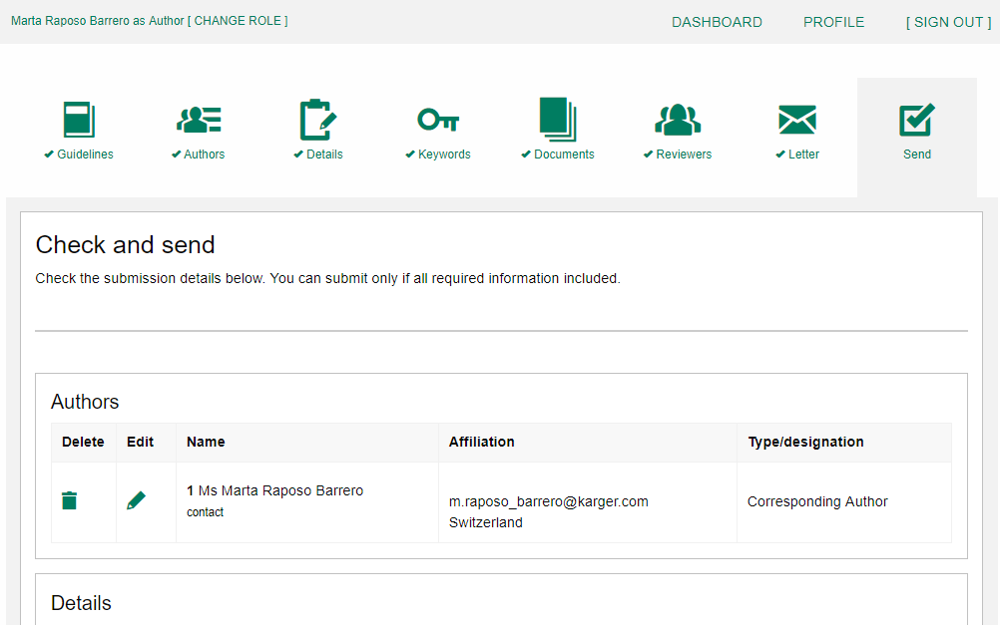 Marta Raposo Barrero as Author [ CHANGE ROLE ]
DASHBOARD PROFILE [ SIGN OUT ]
✔ Guidelines ✔ Authors ✔ Details ✔ Keywords ✔ Documents ✔ Reviewers ✔ Letter Send
Check and send
Check the submission details below. You can submit only if all required information included.
Authors
Delete Edit Name Affiliation Type/designation
1 Ms Marta Raposo Barrero
contact
m.raposo_barrero@karger.com
Switzerland
Corresponding Author
Details